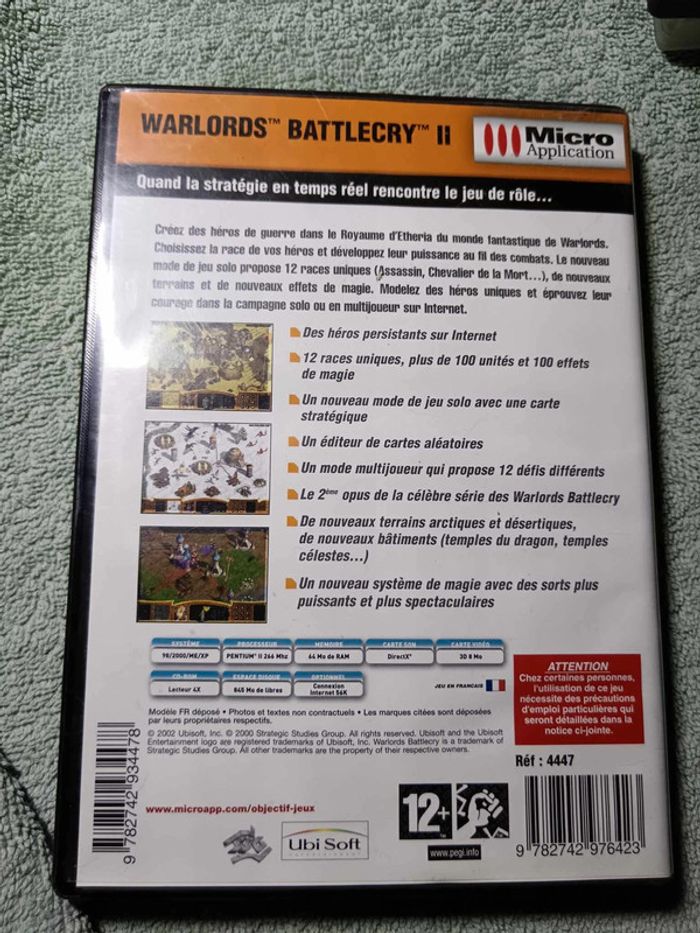 WARLORDS™ BATTLECRY™ II
Micro
Application
Quand la stratégie en temps réel rencontre le jeu de rôle...
Créez des héros de guerre dans le Royaume d'Etheria du monde fantastique de Warlords.
Choisissez la race de vos héros et développez leur puissance au fil des combats. Le nouveau
mode de jeu solo propose 12 races uniques (Assassin, Chevalier de la Mort...), de nouveaux
terrains et de nouveaux effets de magie. Modelez des héros uniques et éprouvez leur
courage dans la campagne solo ou en multijoueur sur Internet.
Des héros persistants sur Internet
12 races uniques, plus de 100 unités et 100 effets
de magie
Un nouveau mode de jeu solo avec une carte
stratégique
Un éditeur de cartes aléatoires
Un mode multijoueur qui propose 12 défis différents
Le 2ème opus de la célèbre série des Warlords Battlecry
De nouveaux terrains arctiques et désertiques,
de nouveaux bâtiments (temples du dragon, temples
célestes...)
Un nouveau système de magie avec des sorts plus
puissants et plus spectaculaires
SYSTÈME
98/2000/ME/XP
PROCESSEUR
PENTIUM® II 266 Mhz
MEMOIRE
64 Mo de RAM
CARTE SON
DirectX®
CARTE VIDÉO
3D 8 Mo
CD-ROM
Lecteur 4X
ESPACE DISQUE
645 Mo de libres
OPTIONNEL
Connexion
Internet 56K
JEU EN FRANÇAIS
ATTENTION
Chez certaines personnes,
l'utilisation de ce jeu
nécessite des précautions
d'emploi particulières qui
seront détaillées dans la
notice ci-jointe.
Modèle FR déposé • Photos et textes non contractuels • Les marques citées sont déposées
par leurs propriétaires respectifs.
© 2002 Ubisoft, Inc. © 2000 Strategic Studies Group. All rights reserved. Ubisoft and the Ubisoft
Entertainment logo are registered trademarks of Ubisoft, Inc. Warlords Battlecry is a trademark of
Strategic Studies Group. All other trademarks are the property of their respective owners.
Réf : 4447
9 782742 934478
www.microapp.com/objectif-jeux
Ubi Soft
ENTERTAINMENT
12+
www.pegi.info
9 782742 976423